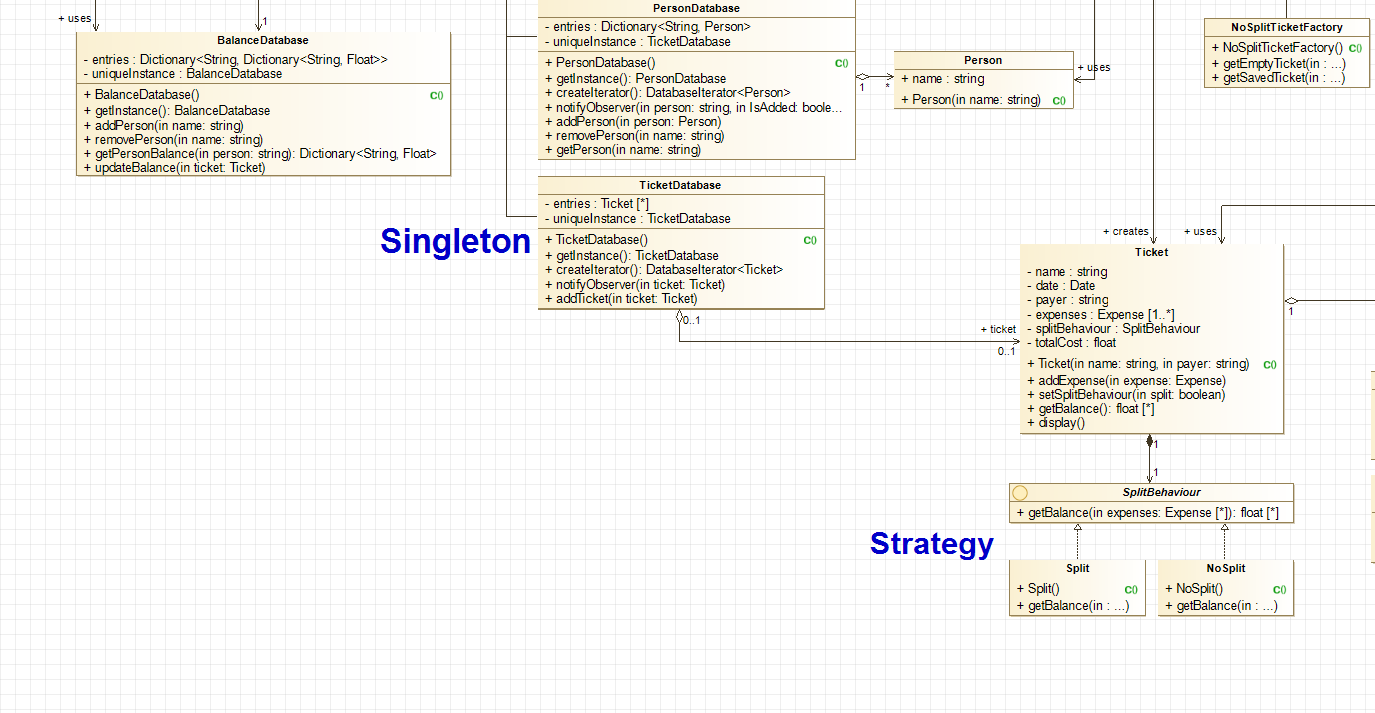 + uses
1
BalanceDatabase
- entries : Dictionary<String, Dictionary<String, Float>>
- uniqueInstance : BalanceDatabase
+ BalanceDatabase() C()
+ getInstance(): BalanceDatabase
+ addPerson(in name: string)
+ removePerson(in name: string)
+ getPersonBalance(in person: string): Dictionary<String, Float>
+ updateBalance(in ticket: Ticket)
PersonDatabase
- entries : Dictionary<String, Person>
- uniqueInstance : TicketDatabase
+ PersonDatabase() C()
+ getInstance(): PersonDatabase
+ createIterator(): DatabaseIterator<Person>
+ notifyObserver(in person: string, in IsAdded: boole...
+ addPerson(in person: Person)
+ removePerson(in name: string)
+ getPerson(in name: string)
1
*
Person
+ name : string
+ Person(in name: string) C()
+ uses
NoSplitTicketFactory
+ NoSplitTicketFactory() C()
+ getEmptyTicket(in : ...)
+ getSavedTicket(in : ...)
Singleton
TicketDatabase
- entries : Ticket [*]
- uniqueInstance : TicketDatabase
+ TicketDatabase() C()
+ getInstance(): TicketDatabase
+ createIterator(): DatabaseIterator<Ticket>
+ notifyObserver(in ticket: Ticket)
+ addTicket(in ticket: Ticket)
0..1
+ ticket
0..1
+ creates
+ uses
Ticket
- name : string
- date : Date
- payer : string
- expenses : Expense [1..*]
- splitBehaviour : SplitBehaviour
- totalCost : float
+ Ticket(in name: string, in payer: string) C()
+ addExpense(in expense: Expense)
+ setSplitBehaviour(in split: boolean)
+ getBalance(): float [*]
+ display()
1
1
1
SplitBehaviour
+ getBalance(in expenses: Expense [*]): float [*]
Strategy
Split
+ Split() C()
+ getBalance(in : ...)
NoSplit
+ NoSplit() C()
+ getBalance(in : ...)